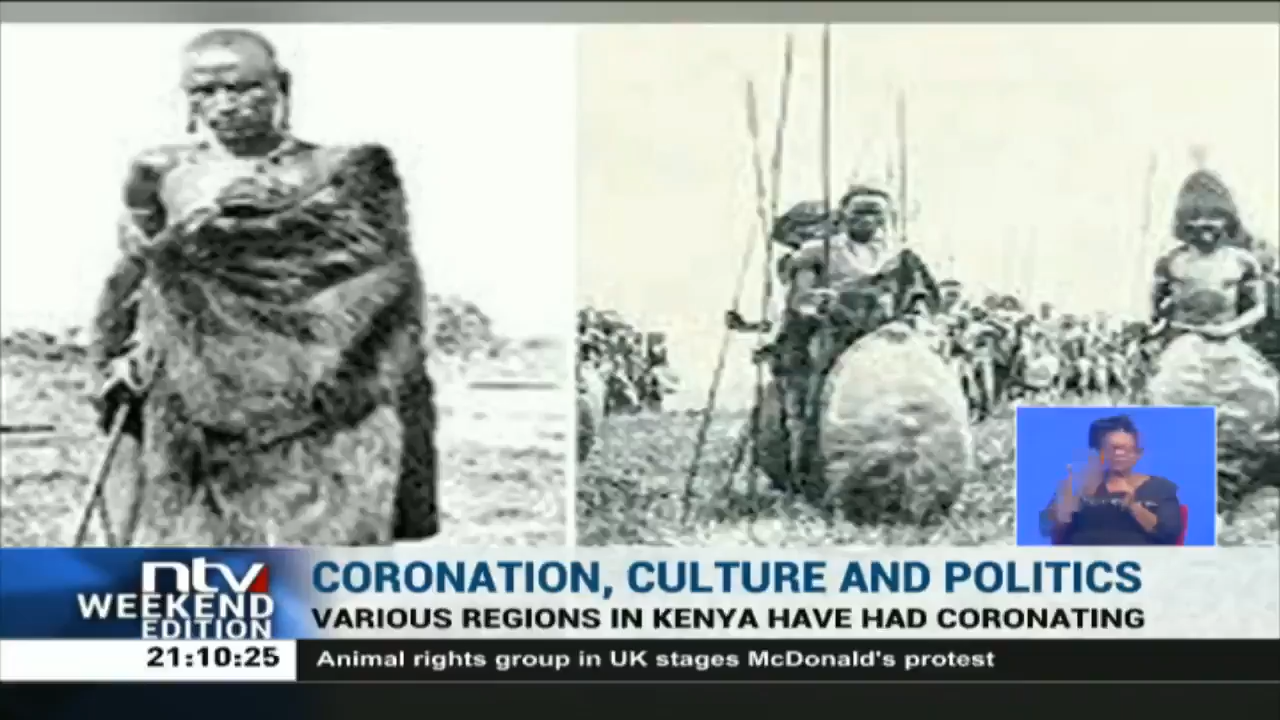 CORONATION, CULTURE AND POLITICS
VARIOUS REGIONS IN KENYA HAVE HAD CORONATING
ntv
WEEKEND
EDITION
21:10:25
Animal rights group in UK stages McDonald's protest